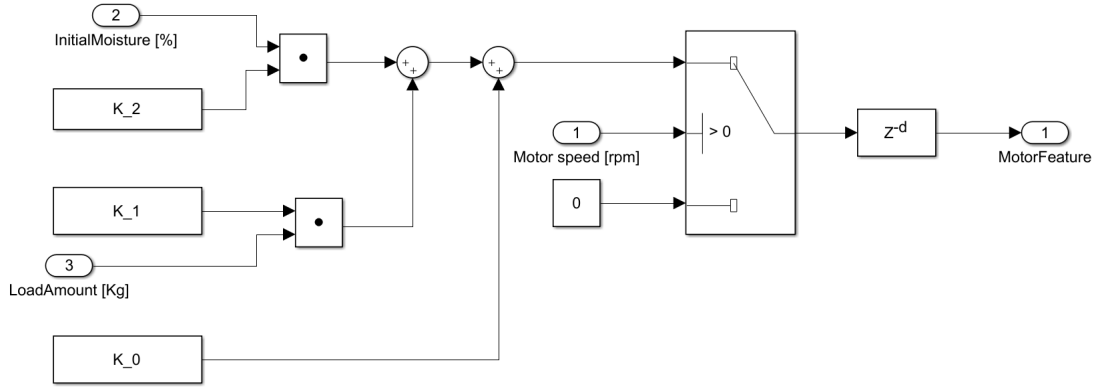 2
InitialMoisture [%]
K_2
K_1
3
LoadAmount [Kg]
K_0
+
+
+
+
1
Motor speed [rpm]
0
> 0
Z-d
1
MotorFeature